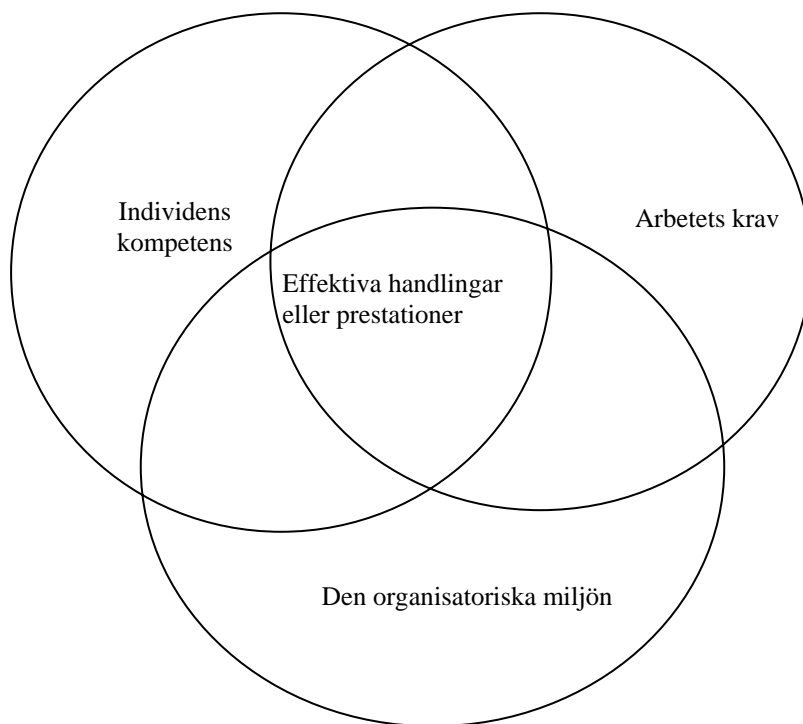 Individens
kompetens
Arbetets krav
Effektiva handlingar
eller prestationer
Den organisatoriska miljön